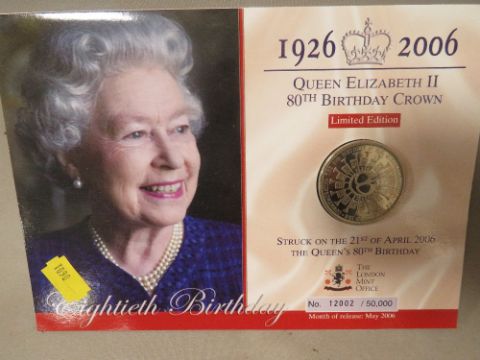 1926 2006
QUEEN ELIZABETH II
80TH BIRTHDAY CROWN
Limited Edition
STRUCK ON THE 21ST OF APRIL 2006
THE QUEEN'S 80TH BIRTHDAY
THE
LONDON
MINT
OFFICE
No. 12002 / 50,000
Month of release: May 2006
Eightieth Birthday
1690